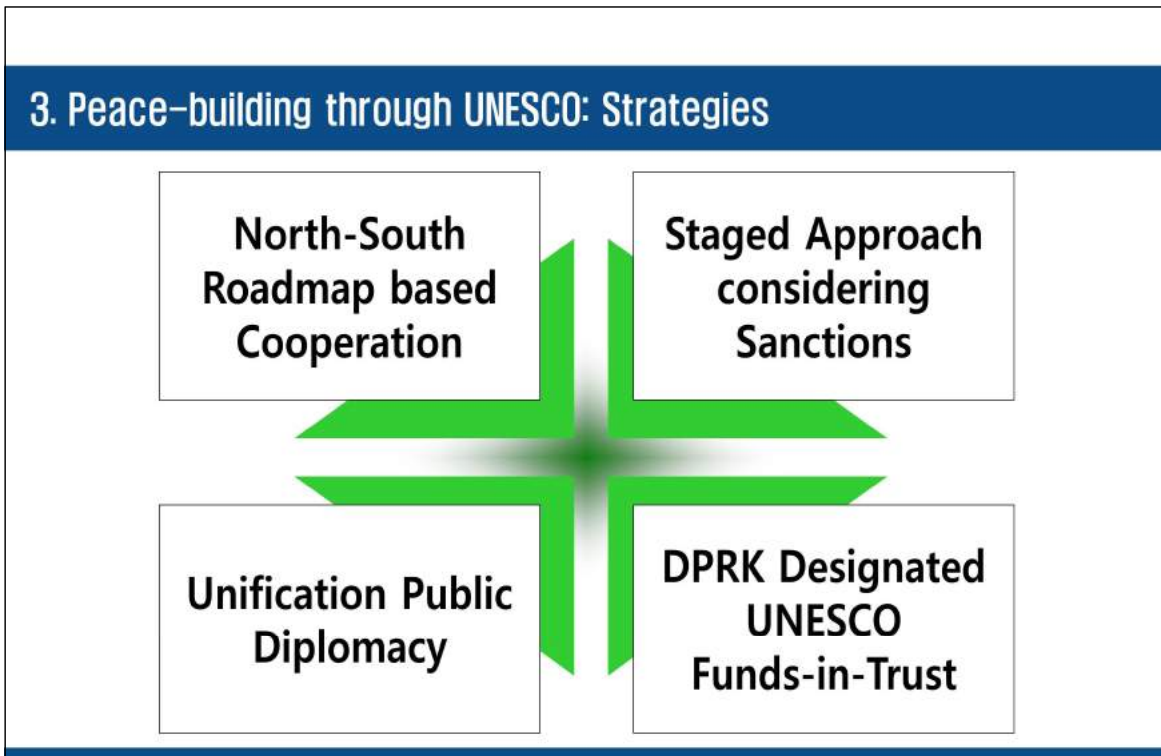 3. Peace-building through UNESCO: Strategies
North-South
Roadmap based
Cooperation
Staged Approach
considering
Sanctions
Unification Public
Diplomacy
DPRK Designated
UNESCO
Funds-in-Trust